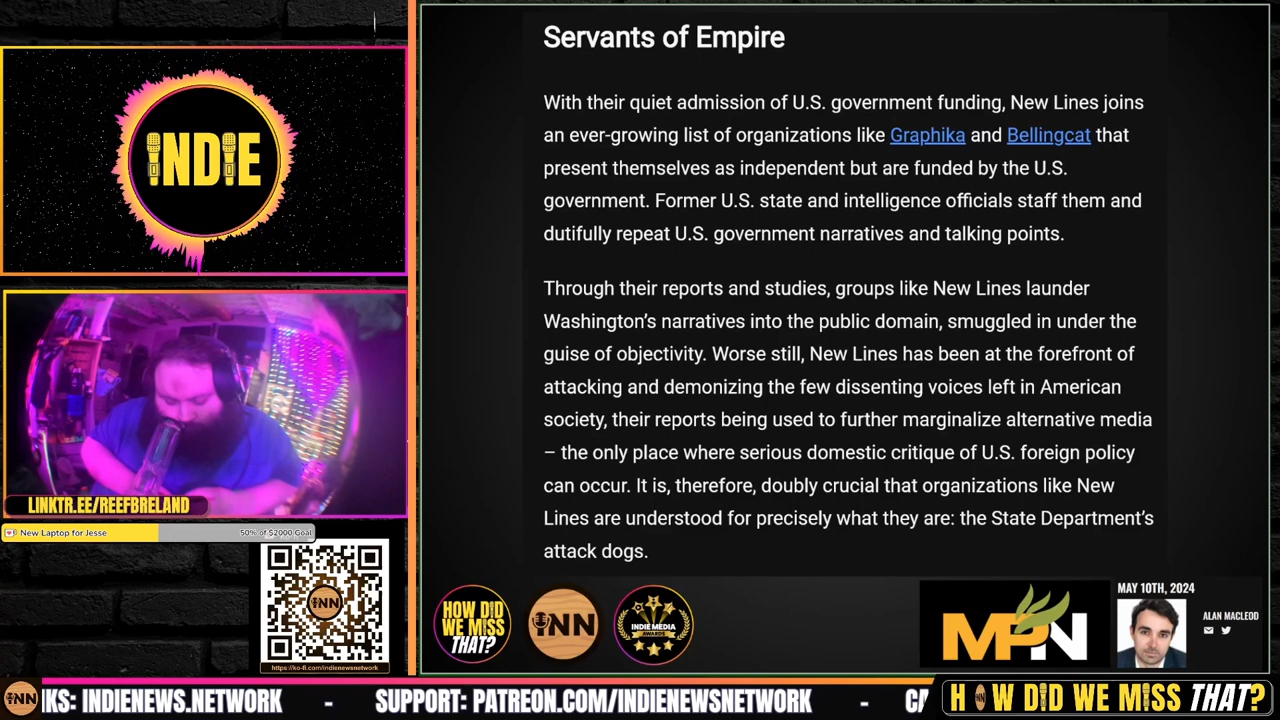 INDIE
LINKTR.EE/REEFBRELAND
New Laptop for Jesse
50% of $2000 Goal
INN
https://ko-fi.com/indienewsnetwork
Servants of Empire
With their quiet admission of U.S. government funding, New Lines joins
an ever-growing list of organizations like Graphika and Bellingcat that
present themselves as independent but are funded by the U.S.
government. Former U.S. state and intelligence officials staff them and
dutifully repeat U.S. government narratives and talking points.
Through their reports and studies, groups like New Lines launder
Washington’s narratives into the public domain, smuggled in under the
guise of objectivity. Worse still, New Lines has been at the forefront of
attacking and demonizing the few dissenting voices left in American
society, their reports being used to further marginalize alternative media
– the only place where serious domestic critique of U.S. foreign policy
can occur. It is, therefore, doubly crucial that organizations like New
Lines are understood for precisely what they are: the State Department’s
attack dogs.
HOW DID
WE MISS
THAT?
INN
INDIE MEDIA
AWARDS
MPN
MAY 10TH, 2024
ALAN MACLEOD
INN
KS: INDIENEWS.NETWORK - SUPPORT: PATREON.COM/INDIENEWSNETWORK -
HOW DID WE MISS THAT?